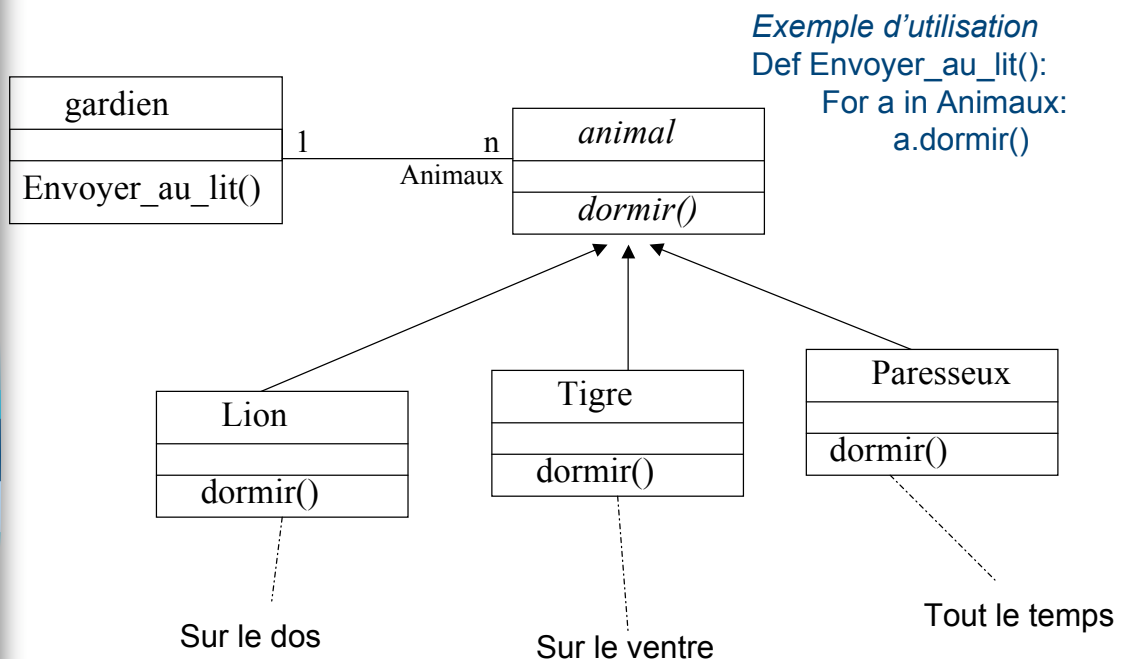 Exemple d’utilisation
Def Envoyer_au_lit():
For a in Animaux:
a.dormir()
gardien
Envoyer_au_lit()
1
n
Animaux
animal
dormir()
Lion
dormir()
Tigre
dormir()
Paresseux
dormir()
Sur le dos
Sur le ventre
Tout le temps